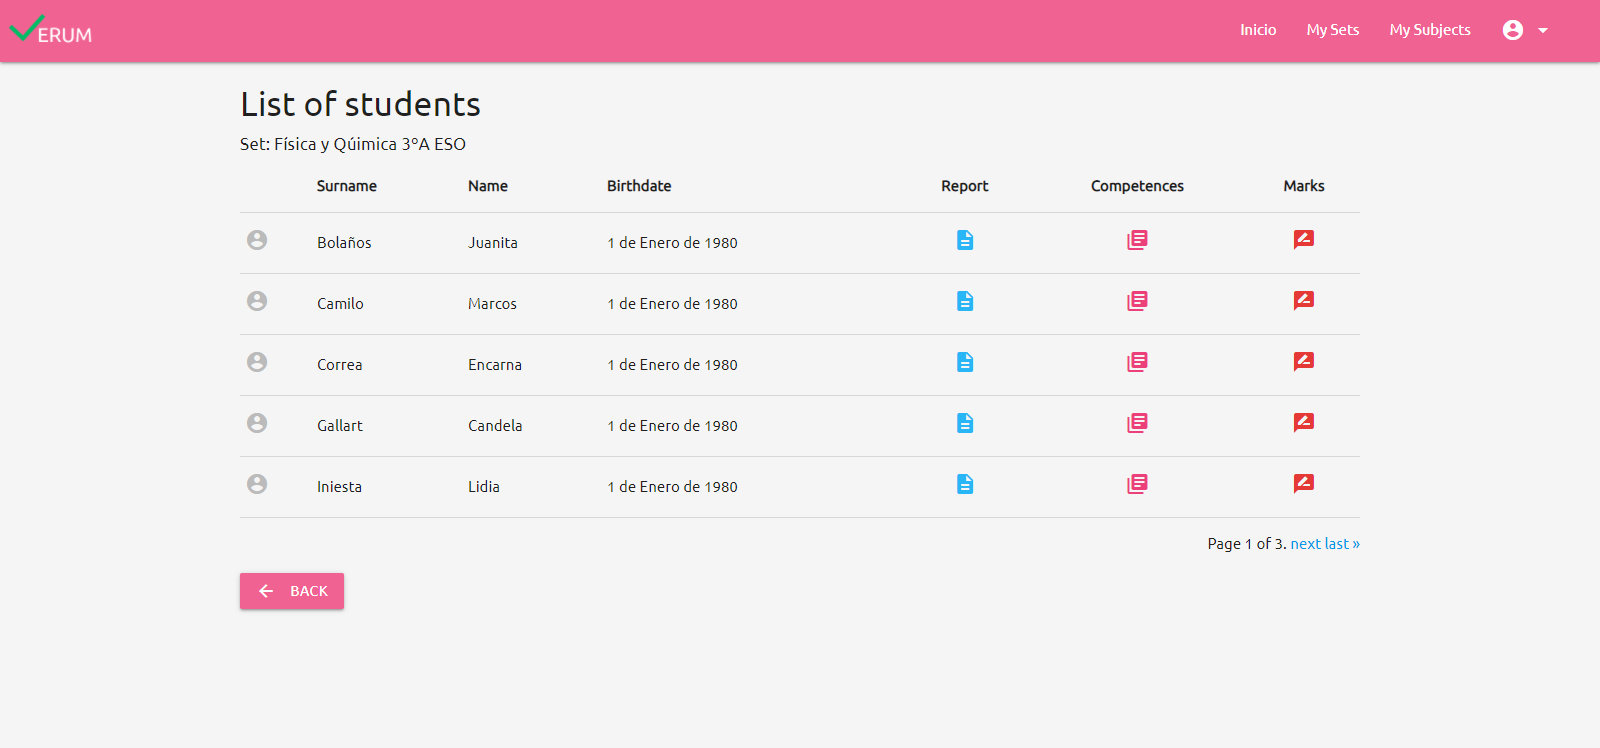 ERUM
Inicio My Sets My Subjects
List of students
Set: Física y Qúimica 3ºA ESO
Surname Name Birthdate Report Competences Marks
Bolaños Juanita 1 de Enero de 1980
Camilo Marcos 1 de Enero de 1980
Correa Encarna 1 de Enero de 1980
Gallart Candela 1 de Enero de 1980
Iniesta Lidia 1 de Enero de 1980
Page 1 of 3. next last »
BACK